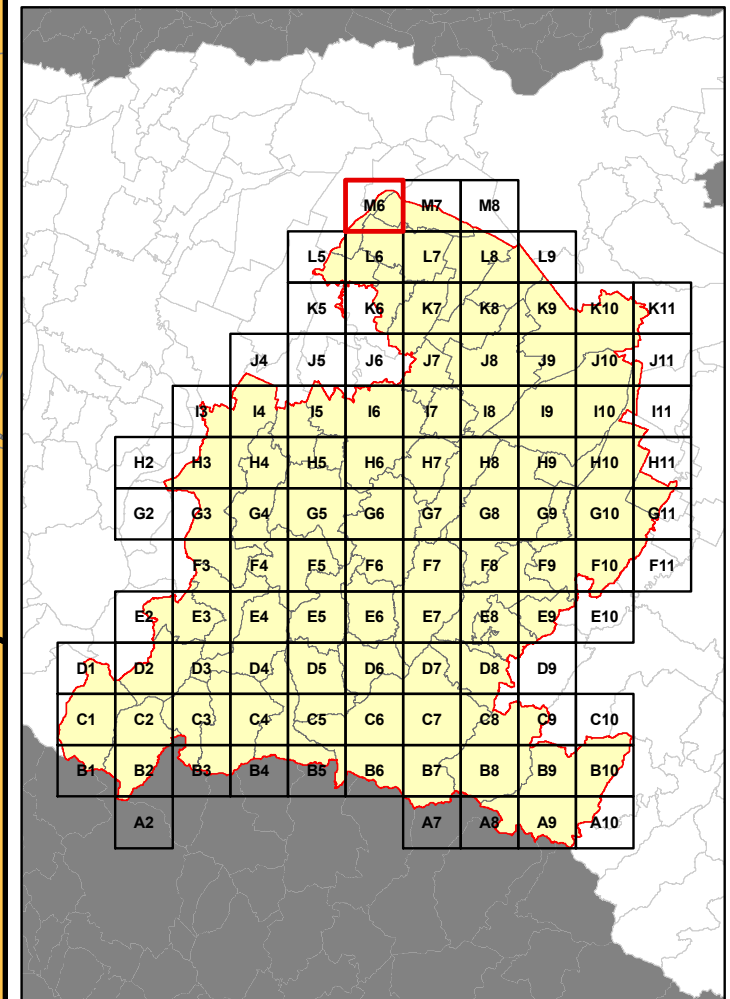 M6 M7 M8
L5 L6 L7 L8 L9
K5 K6 K7 K8 K9 K10 K11
J4 J5 J6 J7 J8 J9 J10 J11
I3 I4 I5 I6 I7 I8 I9 I10 I11
H2 H3 H4 H5 H6 H7 H8 H9 H10 H11
G2 G3 G4 G5 G6 G7 G8 G9 G10 G11
F3 F4 F5 F6 F7 F8 F9 F10 F11
E2 E3 E4 E5 E6 E7 E8 E9 E10
D1 D2 D3 D4 D5 D6 D7 D8 D9
C1 C2 C3 C4 C5 C6 C7 C8 C9 C10
B1 B2 B3 B4 B5 B6 B7 B8 B9 B10
A2 A7 A8 A9 A10